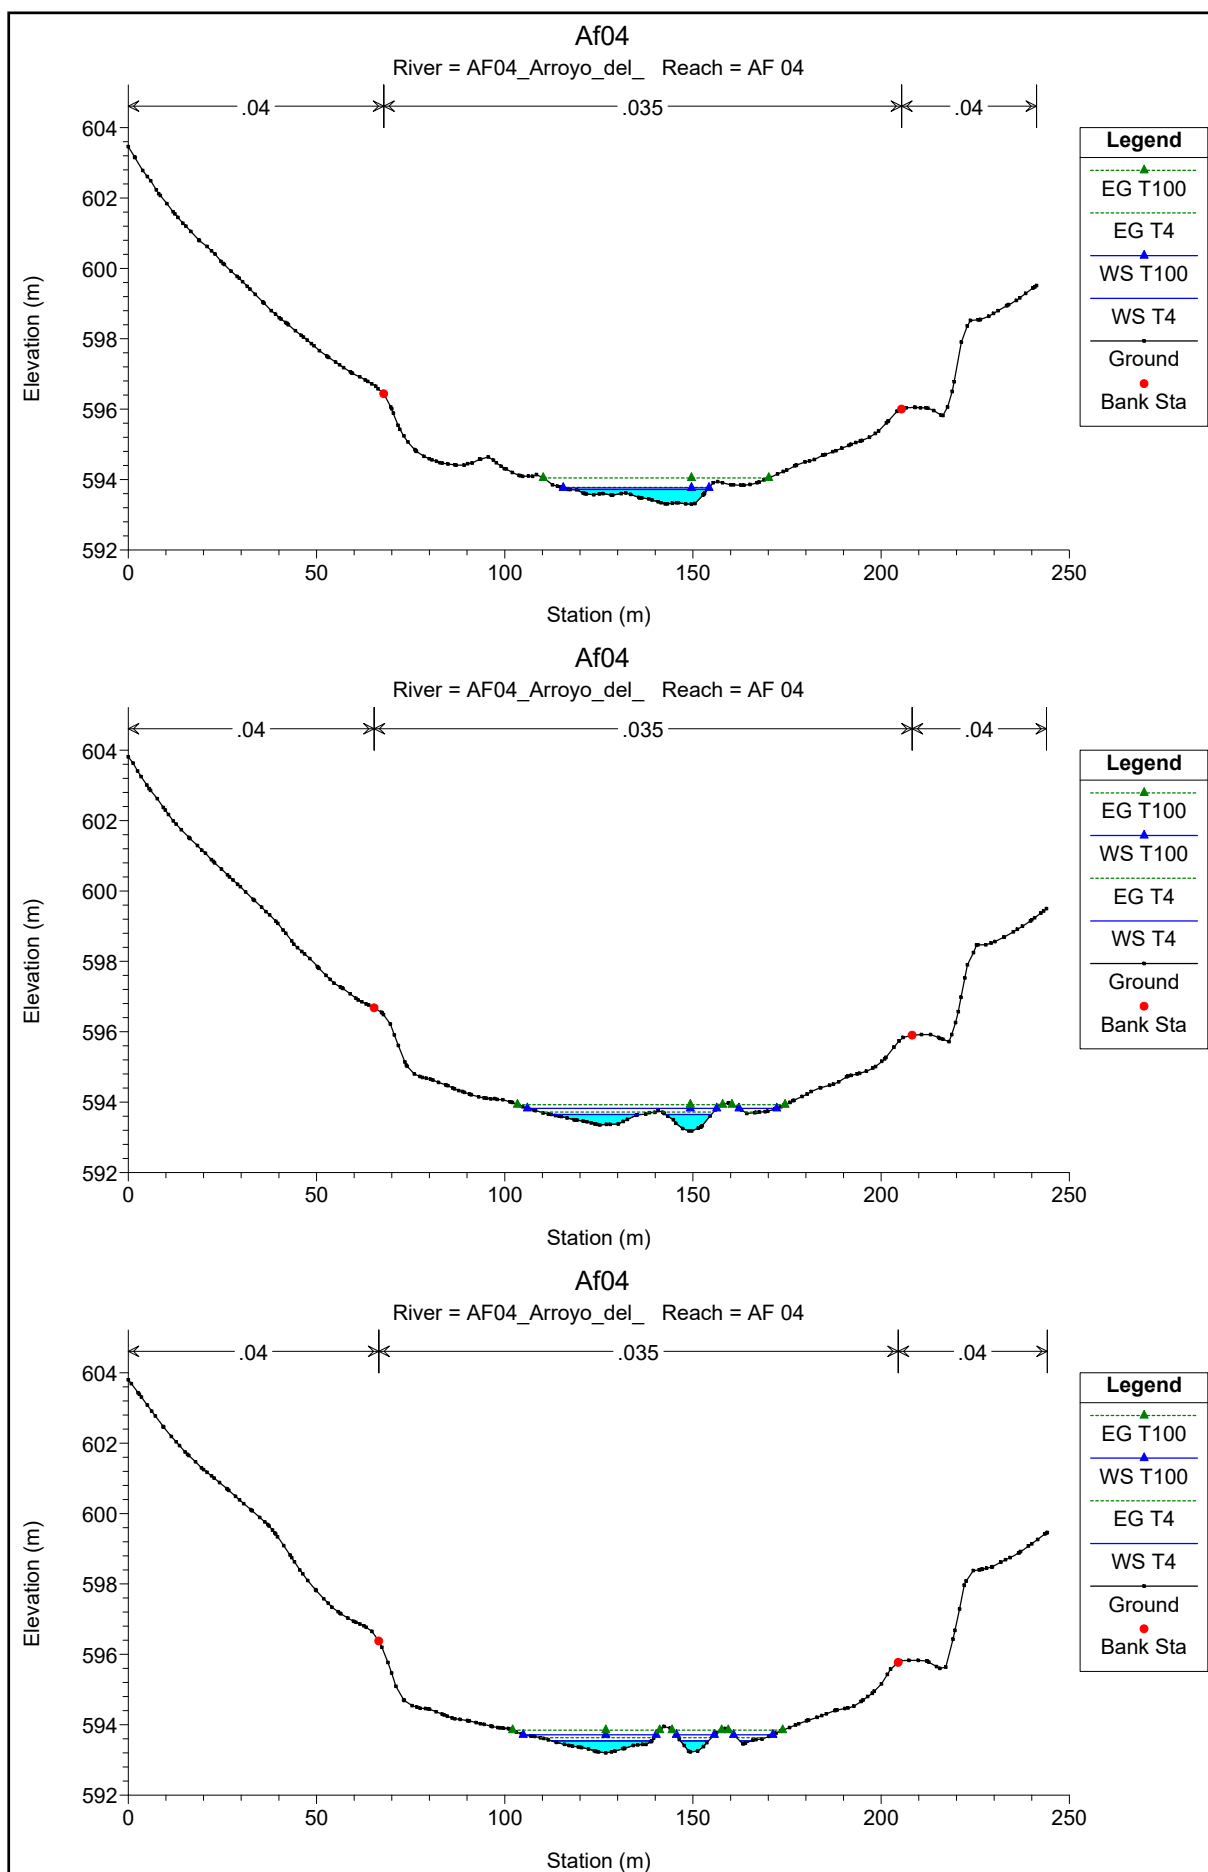 Af04
River = AF04_Arroyo_del_ Reach = AF 04
.04 .035 .04
Legend
EG T100
EG T4
WS T100
WS T4
Ground
Bank Sta
604
602
600
598
596
594
592
Elevation (m)
0 50 100 150 200 250
Station (m)
Af04
River = AF04_Arroyo_del_ Reach = AF 04
.04 .035 .04
Legend
EG T100
WS T100
EG T4
WS T4
Ground
Bank Sta
604
602
600
598
596
594
592
Elevation (m)
0 50 100 150 200 250
Station (m)
Af04
River = AF04_Arroyo_del_ Reach = AF 04
.04 .035 .04
Legend
EG T100
WS T100
EG T4
WS T4
Ground
Bank Sta
604
602
600
598
596
594
592
Elevation (m)
0 50 100 150 200 250
Station (m)